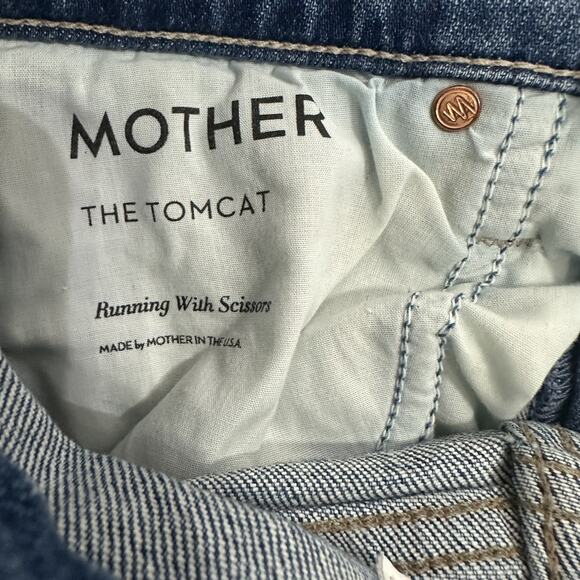 MOTHER
THE TOMCAT
Running With Scissors
MADE by MOTHER IN THE U.S.A.